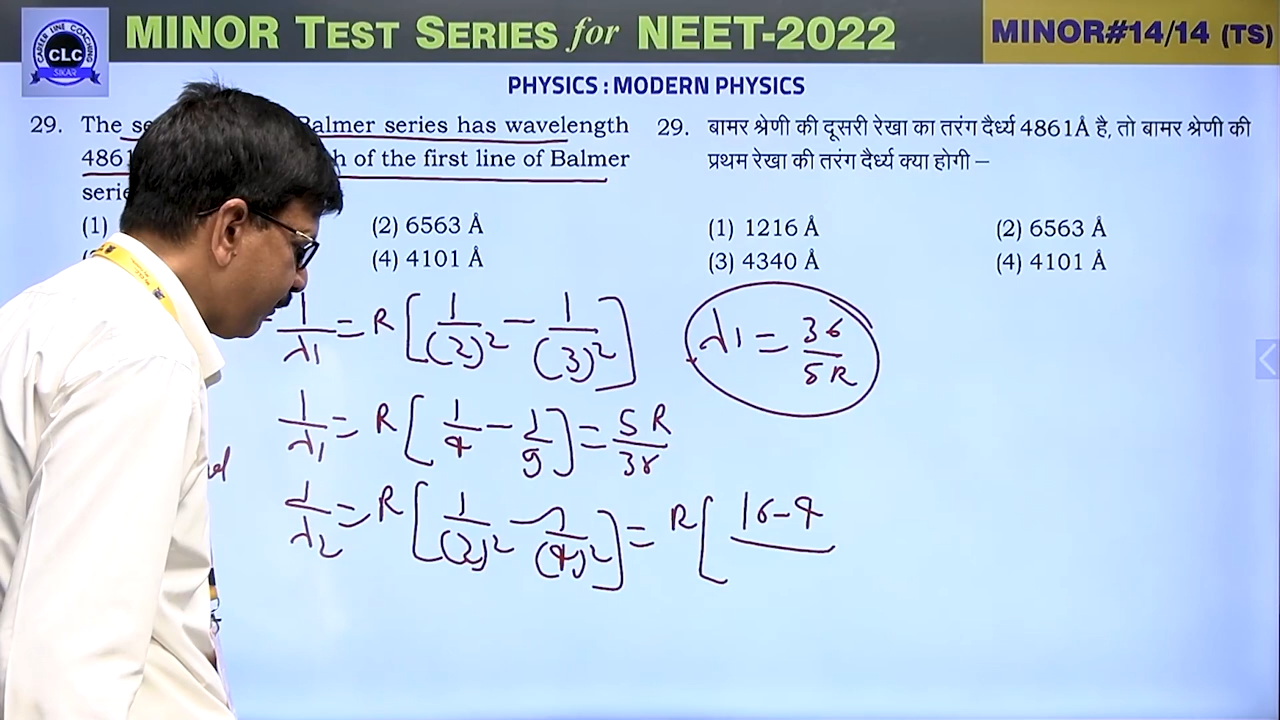 CAREER LINE COACHING
CLC
SIKAR
MINOR TEST SERIES for NEET-2022
MINOR#14/14 (TS)
PHYSICS : MODERN PHYSICS
29. The Balmer series has wavelength
of the first line of Balmer
(1)
(2) 6563 Å
(4) 4101 Å
29. बामर श्रेणी की दूसरी रेखा का तरंग दैर्ध्य 4861Å है, तो बामर श्रेणी की
प्रथम रेखा की तरंग दैर्ध्य क्या होगी –
(1) 1216 Å
(2) 6563 Å
(3) 4340 Å
(4) 4101 Å
1/λ1 = R[1/(2)² − 1/(3)²]
λ1 = 36/5R
1/λ1 = R[1/4 − 1/9] = 5R/36
1/λ2 = R[1/(2)² − 1/(4)²] = R[16-4